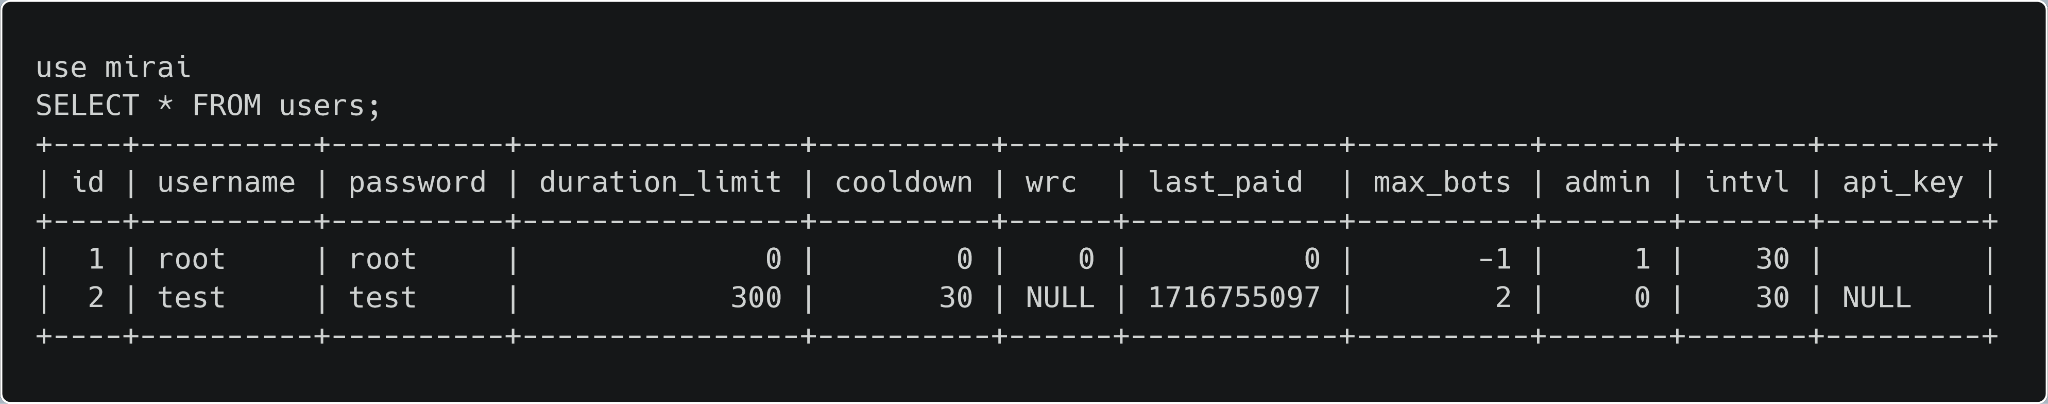 use mirai
SELECT * FROM users;
+----+----------+----------+----------------+----------+------+------------+----------+-------+-------+---------+
| id | username | password | duration_limit | cooldown | wrc  | last_paid  | max_bots | admin | intvl | api_key |
+----+----------+----------+----------------+----------+------+------------+----------+-------+-------+---------+
|  1 | root     | root     |              0 |        0 |    0 |          0 |       -1 |     1 |    30 |         |
|  2 | test     | test     |            300 |       30 | NULL | 1716755097 |        2 |     0 |    30 | NULL    |
+----+----------+----------+----------------+----------+------+------------+----------+-------+-------+---------+